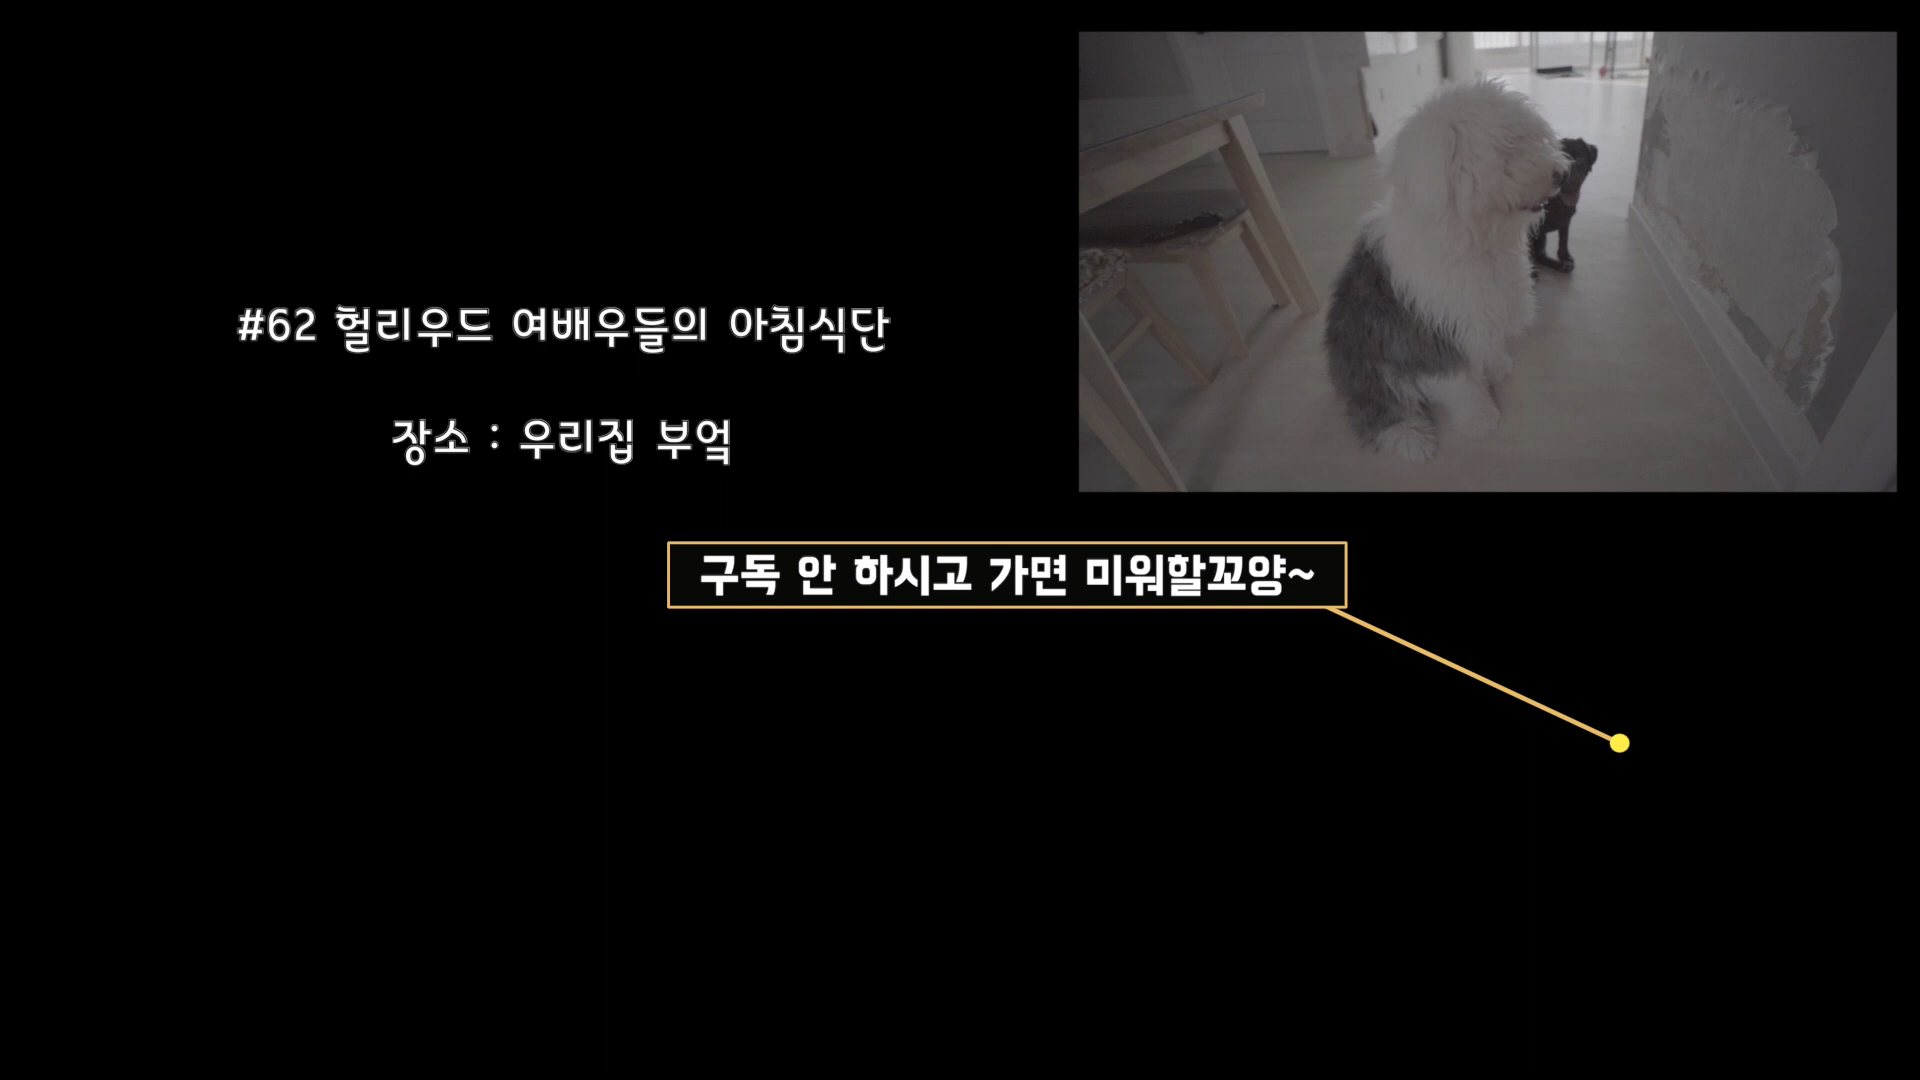 #62 헐리우드 여배우들의 아침식단
장소 : 우리집 부엌
구독 안 하시고 가면 미워할꼬양~